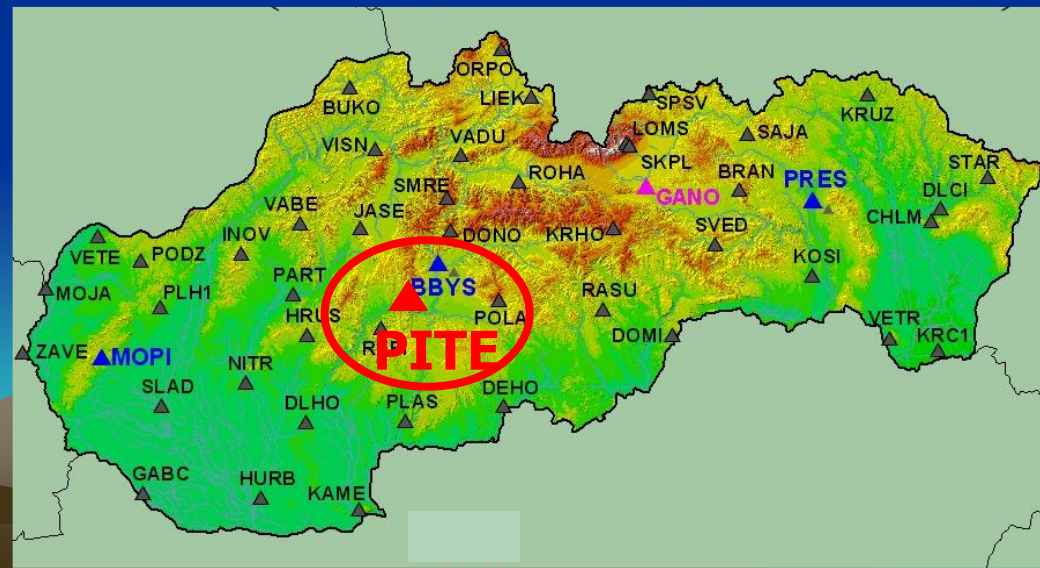 ORPO
BUKO
LIEK
SPSV
KRUZ
VISN
VADU
LOMS
SAJA
ROHA
SKPL
BRAN
PRES
STAR
SMRE
GANO
DLCI
VABE
JASE
CHLM
INOV
DONO
KRHO
SVED
VETE
PODZ
KOSI
PART
BBYS
MOJA
PLH1
RASU
HRUS
POLA
DOMI
VETR
KRC1
ZAVE
MOPI
PITE
NITR
SLAD
DLHO
PLAS
DEHO
GABC
HURB
KAME